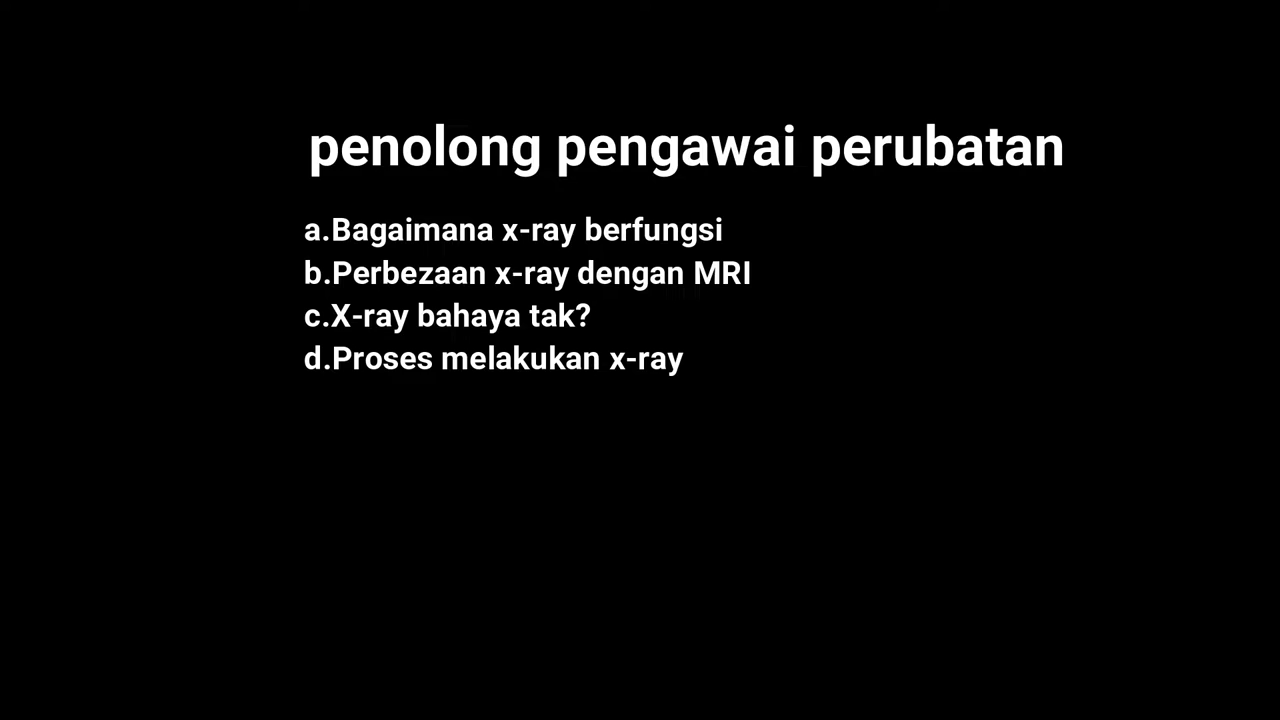 penolong pengawai perubatan
a.Bagaimana x-ray berfungsi
b.Perbezaan x-ray dengan MRI
c.X-ray bahaya tak?
d.Proses melakukan x-ray